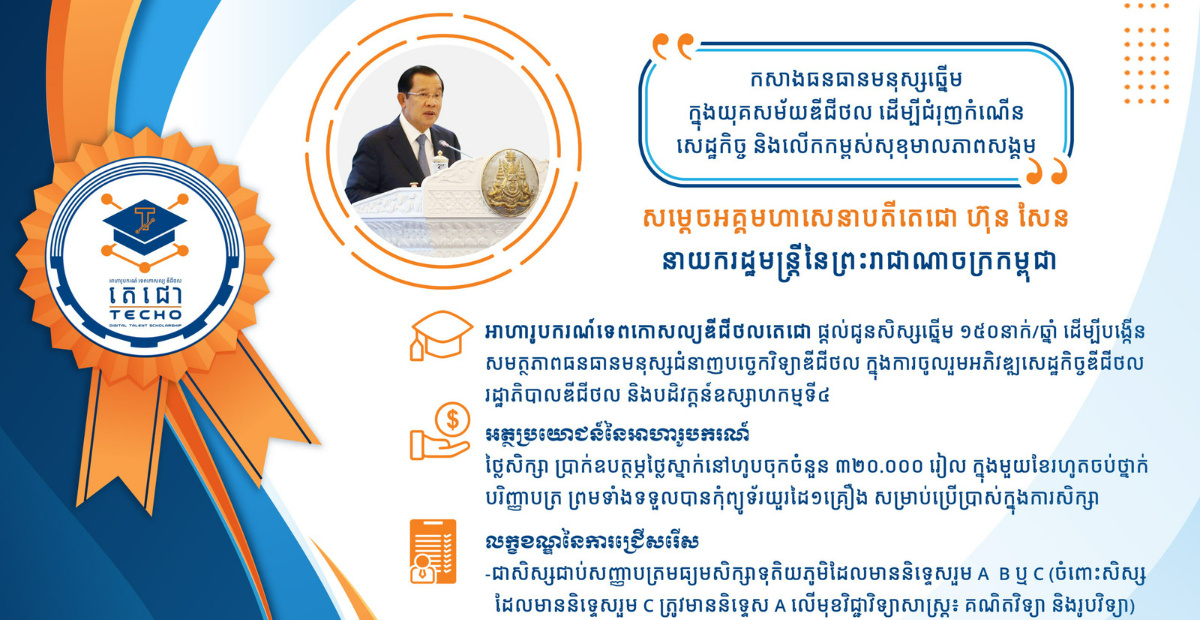 កសាងធនធានមនុស្សឆ្នើម
ក្នុងយុគសម័យឌីជីថល ដើម្បីជំរុញកំណើន
សេដ្ឋកិច្ច និងលើកកម្ពស់សុខុមាលភាពសង្គម
សម្តេចអគ្គមហាសេនាបតីតេជោ ហ៊ុន សែន
នាយករដ្ឋមន្ត្រីនៃព្រះរាជាណាចក្រកម្ពុជា
អាហារូបករណ៍ ទេពកោសល្យ ឌីជីថល
តេជោ
TECHO
DIGITAL TALENT SCHOLARSHIP
អាហារូបករណ៍ទេពកោសល្យឌីជីថលតេជោ ផ្តល់ជូនសិស្សឆ្នើម ១៥០នាក់/ឆ្នាំ ដើម្បីបង្កើន
សមត្ថភាពធនធានមនុស្សជំនាញបច្ចេកវិទ្យាឌីជីថល ក្នុងការចូលរួមអភិវឌ្ឍសេដ្ឋកិច្ចឌីជីថល
រដ្ឋាភិបាលឌីជីថល និងបដិវត្តន៍ឧស្សាហកម្មទី៤
អត្ថប្រយោជន៍នៃអាហារូបករណ៍
ថ្លៃសិក្សា ប្រាក់ឧបត្ថម្ភថ្លៃស្នាក់នៅហូបចុកចំនួន ៣២០.០០០ រៀល ក្នុងមួយខែរហូតចប់ថ្នាក់
បរិញ្ញាបត្រ ព្រមទាំងទទួលបានកុំព្យូទ័រយួរដៃ១គ្រឿង សម្រាប់ប្រើប្រាស់ក្នុងការសិក្សា
លក្ខខណ្ឌនៃការជ្រើសរើស
-ជាសិស្សជាប់សញ្ញាបត្រមធ្យមសិក្សាទុតិយភូមិដែលមាននិទ្ទេសរួម A B ឬ C (ចំពោះសិស្ស
ដែលមាននិទ្ទេសរួម C ត្រូវមាននិទ្ទេស A លើមុខវិជ្ជាវិទ្យាសាស្ត្រ៖ គណិតវិទ្យា និងរូបវិទ្យា)